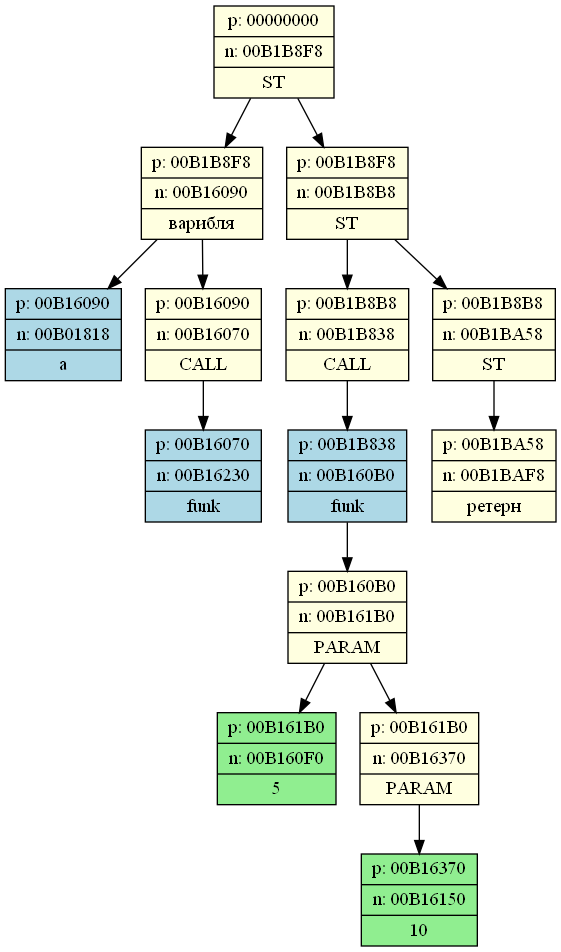 p: 00000000
n: 00B1B8F8
ST
p: 00B1B8F8
n: 00B16090
варибля
p: 00B1B8F8
n: 00B1B8B8
ST
p: 00B16090
n: 00B01818
a
p: 00B16090
n: 00B16070
CALL
p: 00B1B8B8
n: 00B1B838
CALL
p: 00B1B8B8
n: 00B1BA58
ST
p: 00B16070
n: 00B16230
funk
p: 00B1B838
n: 00B160B0
funk
p: 00B1BA58
n: 00B1BAF8
ретерн
p: 00B160B0
n: 00B161B0
PARAM
p: 00B161B0
n: 00B160F0
5
p: 00B161B0
n: 00B16370
PARAM
p: 00B16370
n: 00B16150
10